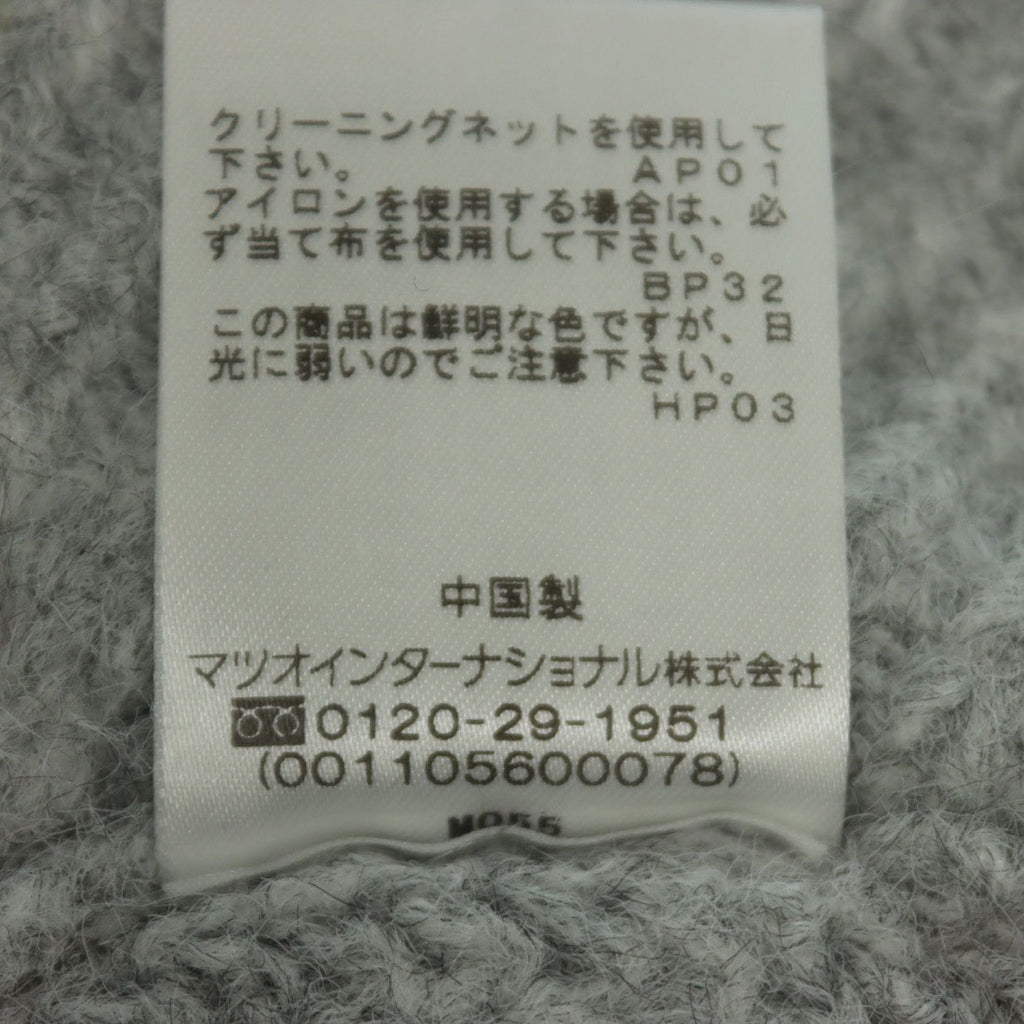 クリーニングネットを使用して
下さい。 AP01
アイロンを使用する場合は、必
ず当て布を使用して下さい。
BP32
この商品は鮮明な色ですが、日
光に弱いのでご注意下さい。
HP03
中国製
マツオインターナショナル株式会社
0120-29-1951
(001105600078)